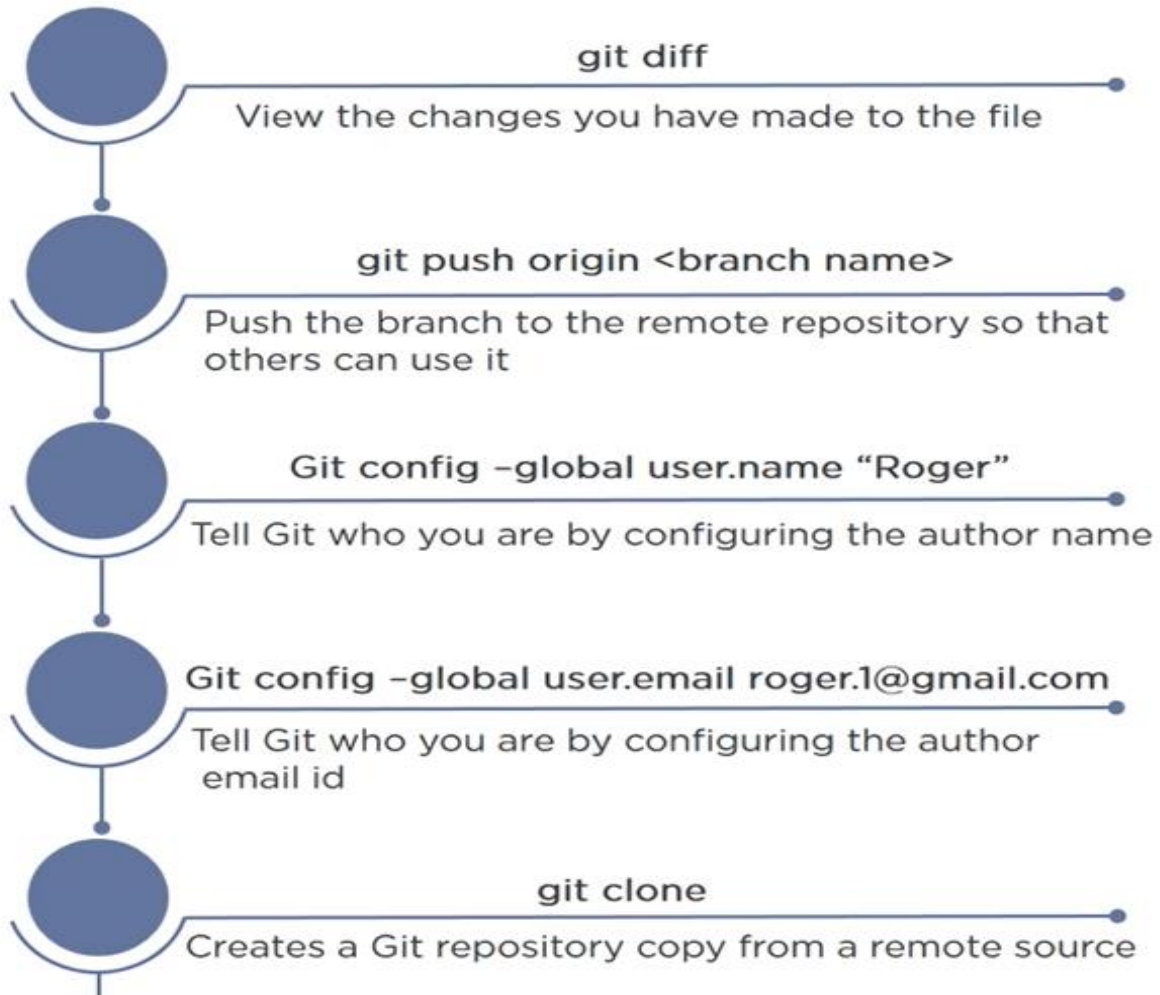 git diff
View the changes you have made to the file
git push origin <branch name>
Push the branch to the remote repository so that
others can use it
Git config –global user.name “Roger”
Tell Git who you are by configuring the author name
Git config –global user.email roger.1@gmail.com
Tell Git who you are by configuring the author
email id
git clone
Creates a Git repository copy from a remote source